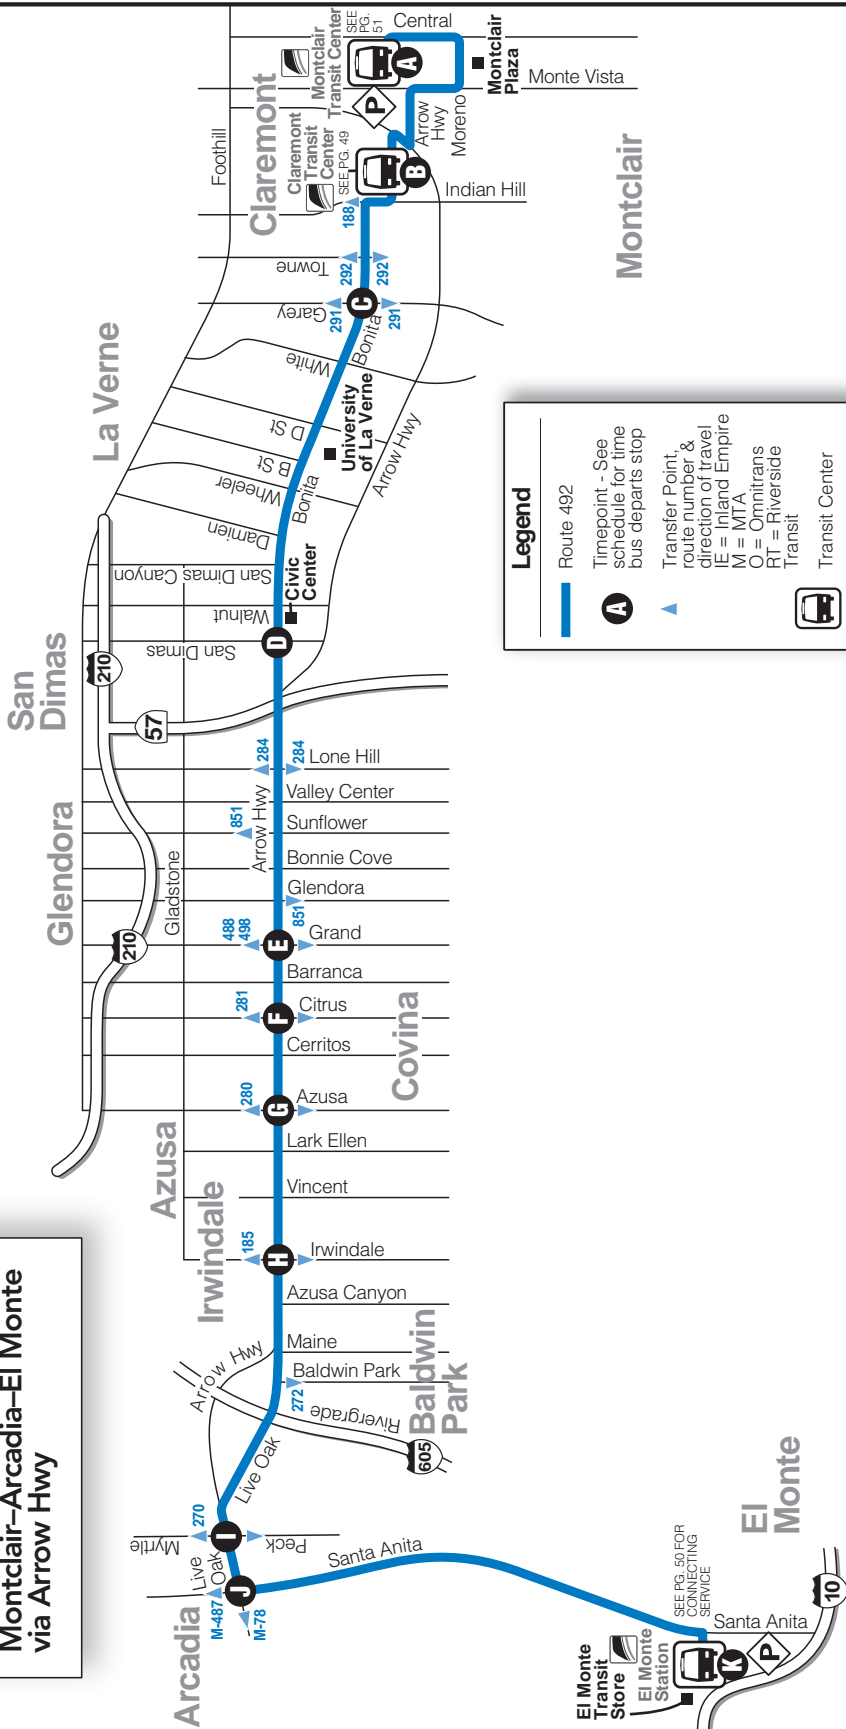 Montclair–Arcadia–El Monte
via Arrow Hwy
SEE
PG.
51
Central
Montclair
Transit Center
A
Montclair
Plaza
Monte Vista
P
Arrow
Hwy
Moreno
Claremont
Foothill
Claremont
Transit
Center
SEE PG. 49
B
Indian Hill
188
Montclair
Towne
292
292
Garey
291
291
C
Bonita
La Verne
White
University
of La Verne
D St
B St
Arrow Hwy
Wheeler
Bonita
Damien
San Dimas Canyon
Civic
Center
Walnut
San Dimas
D
San
Dimas
210
57
284
284
Lone Hill
Valley Center
851
Arrow Hwy
Sunflower
Bonnie Cove
Glendora
Glendora
Gladstone
851
488
498
E
Grand
210
Barranca
281
F
Citrus
Cerritos
Covina
280
G
Azusa
Lark Ellen
Azusa
Vincent
Irwindale
185
H
Irwindale
Azusa Canyon
Maine
Arrow Hwy
Baldwin Park
272
Baldwin
Park
Rivergrade
605
Live Oak
270
I
Myrtle
Peck
Live
Oak
J
M-487
M-78
Arcadia
Santa Anita
El
Monte
SEE PG. 50 FOR
CONNECTING
SERVICE
Santa Anita
10
El Monte
Transit
Store
El Monte
Station
K
P
Legend
Route 492
A
Timepoint - See
schedule for time
bus departs stop
Transfer Point,
route number &
direction of travel
IE = Inland Empire
M = MTA
O = Omnitrans
RT = Riverside
Transit
Transit Center